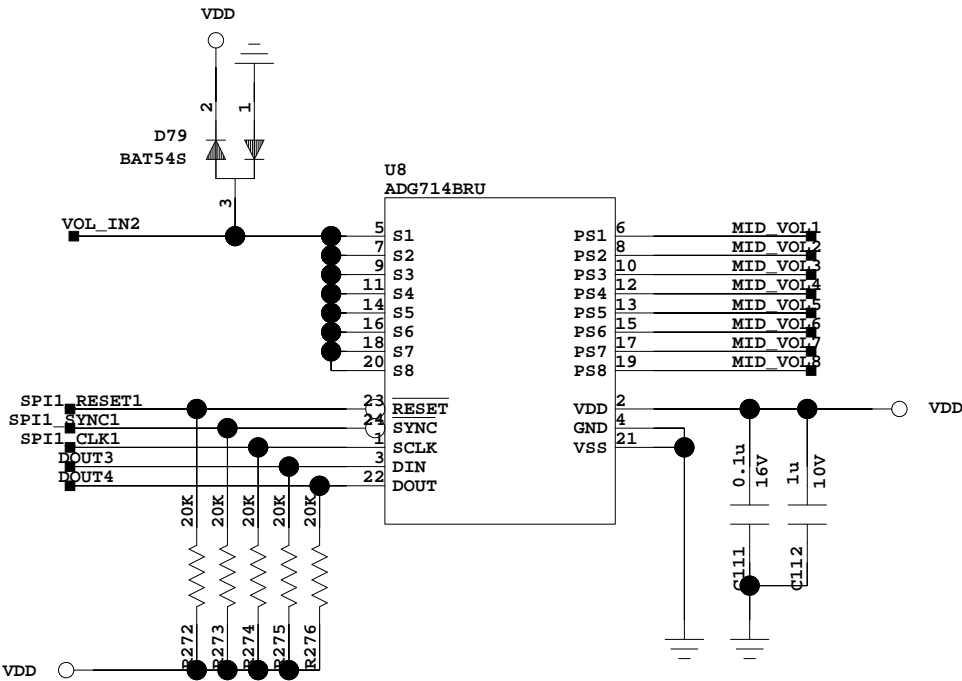 VDD
2
1
D79
BAT54S
3
U8
ADG714BRU
VOL_IN2
5 S1 PS1 6 MID_VOL1
7 S2 PS2 8 MID_VOL2
9 S3 PS3 10 MID_VOL3
11 S4 PS4 12 MID_VOL4
14 S5 PS5 13 MID_VOL5
16 S6 PS6 15 MID_VOL6
18 S7 PS7 17 MID_VOL7
20 S8 PS8 19 MID_VOL8
SPI1_RESET1 23 RESET VDD 2 VDD
SPI1_SYNC1 24 SYNC GND 4
SPI1_CLK1 1 SCLK VSS 21
DOUT3 3 DIN
DOUT4 22 DOUT
20K 20K 20K 20K 20K
0.1u 16V 1u 10V
C111 C112
R272 R273 R274 R275 R276
VDD